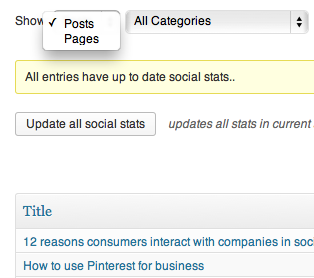 Show ✓ Posts All Categories
Pages
All entries have up to date social stats..
Update all social stats updates all stats in current
Title
12 reasons consumers interact with companies in soc
How to use Pinterest for business